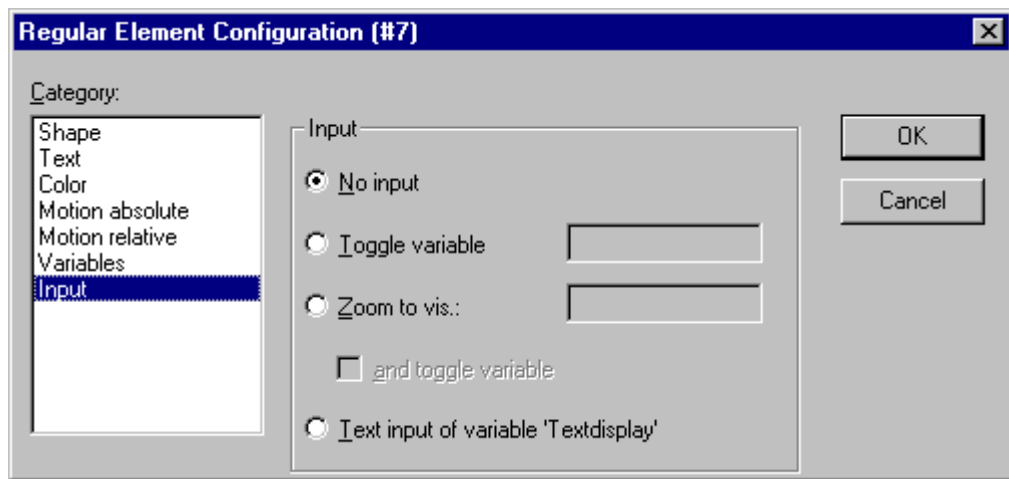 Regular Element Configuration (#7)
Category:
Shape
Text
Color
Motion absolute
Motion relative
Variables
Input
Input
No input
Toggle variable
Zoom to vis.:
and toggle variable
Text input of variable 'Textdisplay'
OK
Cancel